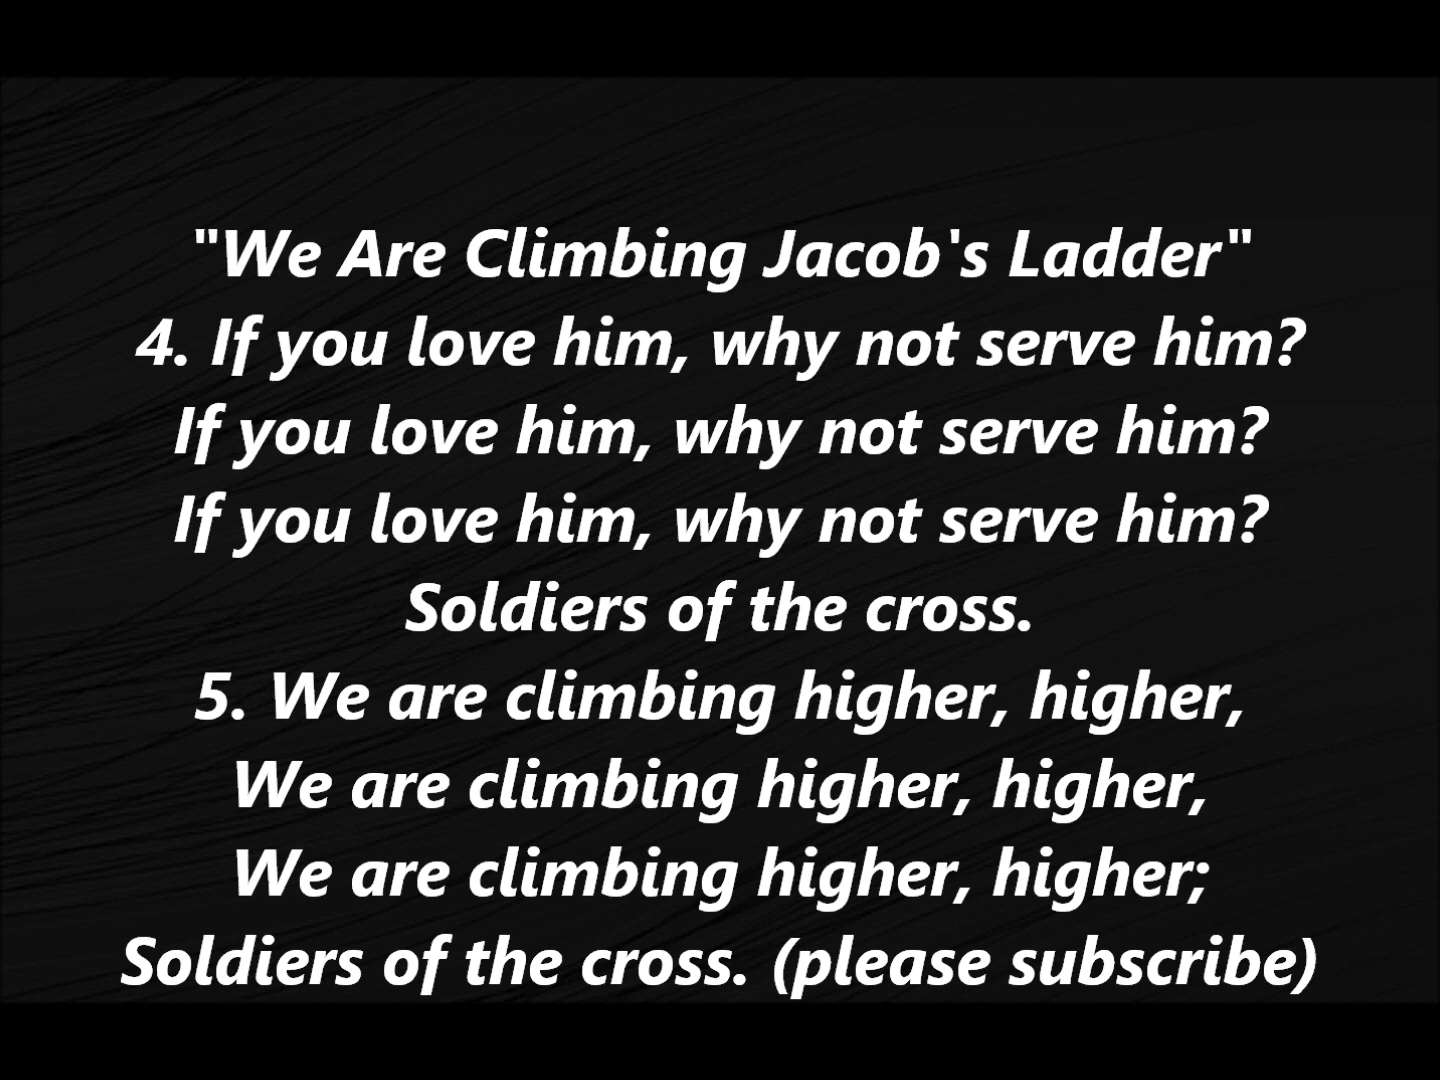 "We Are Climbing Jacob's Ladder"
4. If you love him, why not serve him?
If you love him, why not serve him?
If you love him, why not serve him?
Soldiers of the cross.
5. We are climbing higher, higher,
We are climbing higher, higher,
We are climbing higher, higher;
Soldiers of the cross. (please subscribe)